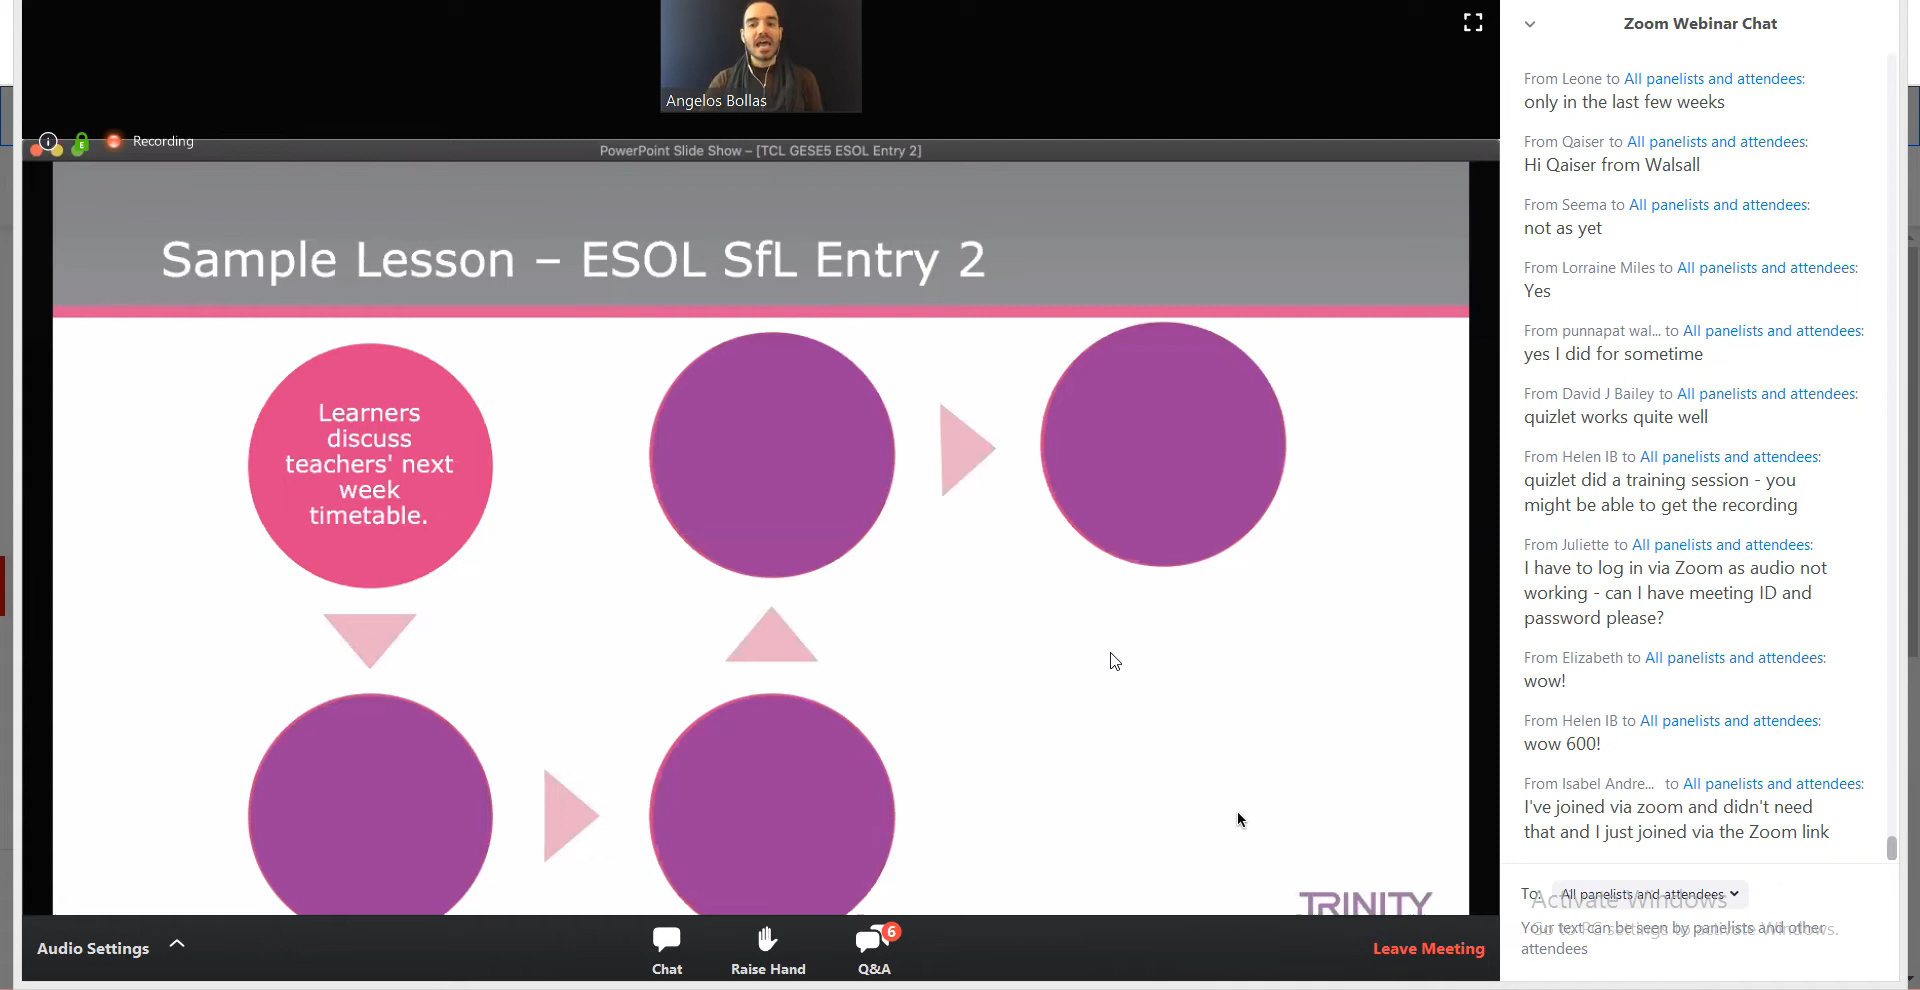 Angelos Bollas
Recording
PowerPoint Slide Show – [TCL GESE5 ESOL Entry 2]
Sample Lesson – ESOL SfL Entry 2
Learners
discuss
teachers' next
week
timetable.
TRINITY
Audio Settings
Chat
Raise Hand
Q&A
6
Leave Meeting
Zoom Webinar Chat
From Leone to All panelists and attendees:
only in the last few weeks
From Qaiser to All panelists and attendees:
Hi Qaiser from Walsall
From Seema to All panelists and attendees:
not as yet
From Lorraine Miles to All panelists and attendees:
Yes
From punnapat wal... to All panelists and attendees:
yes I did for sometime
From David J Bailey to All panelists and attendees:
quizlet works quite well
From Helen IB to All panelists and attendees:
quizlet did a training session - you
might be able to get the recording
From Juliette to All panelists and attendees:
I have to log in via Zoom as audio not
working - can I have meeting ID and
password please?
From Elizabeth to All panelists and attendees:
wow!
From Helen IB to All panelists and attendees:
wow 600!
From Isabel Andre... to All panelists and attendees:
I've joined via zoom and didn't need
that and I just joined via the Zoom link
To: All panelists and attendees
Activate Windows
Go to PC settings to activate Windows.
Your text can be seen by panelists and other
attendees